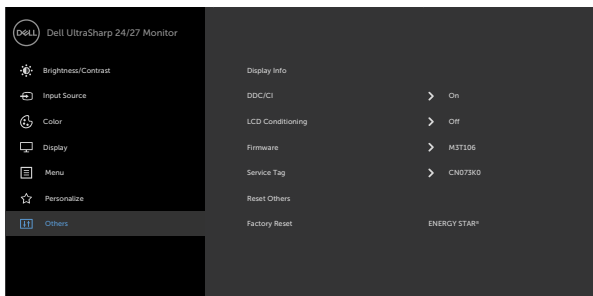 DELL
Dell UltraSharp 24/27 Monitor
Brightness/Contrast
Input Source
Color
Display
Menu
Personalize
Others
Display Info
DDC/CI On
LCD Conditioning Off
Firmware M3T106
Service Tag CN073K0
Reset Others
Factory Reset ENERGY STAR®